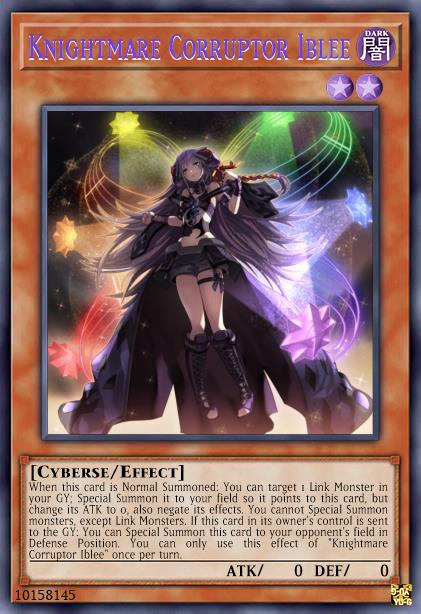 KNIGHTMARE CORRUPTOR IBLEE
DARK
闇
[CYBERSE/EFFECT]
When this card is Normal Summoned: You can target 1 Link Monster in
your GY; Special Summon it to your field so it points to this card, but
change its ATK to 0, also negate its effects. You cannot Special Summon
monsters, except Link Monsters. If this card in its owner's control is sent
to the GY: You can Special Summon this card to your opponent's field in
Defense Position. You can only use this effect of "Knightmare
Corruptor Iblee" once per turn.
ATK/ 0 DEF/ 0
10158145